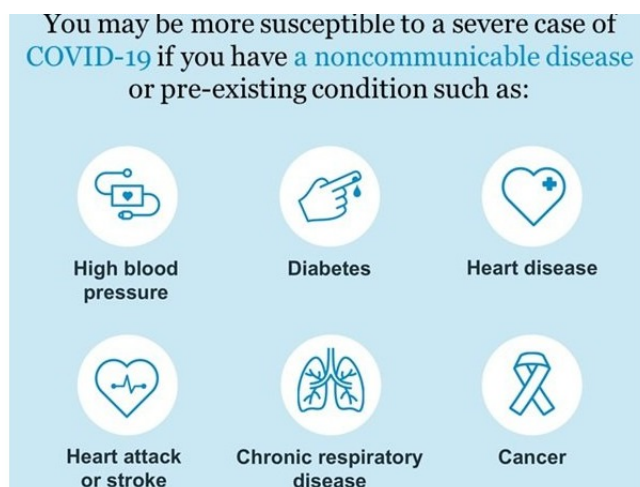 You may be more susceptible to a severe case of
COVID-19 if you have a noncommunicable disease
or pre-existing condition such as:
High blood
pressure
Diabetes
Heart disease
Heart attack
or stroke
Chronic respiratory
disease
Cancer